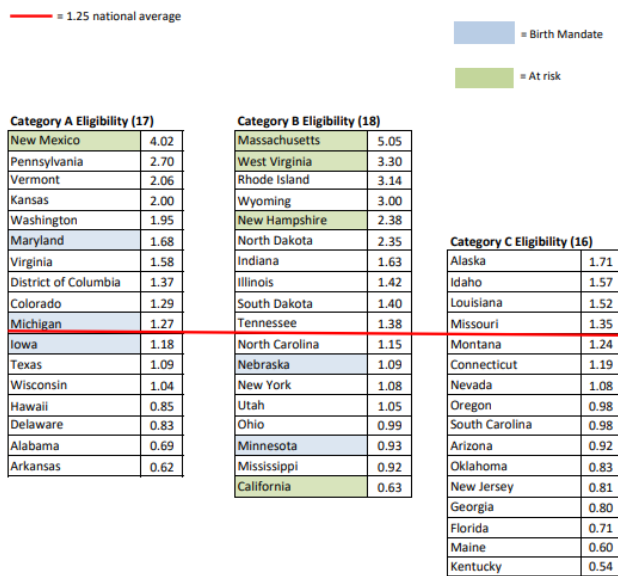 = 1.25 national average
= Birth Mandate
= At risk
Category A Eligibility (17)
New Mexico 4.02
Pennsylvania 2.70
Vermont 2.06
Kansas 2.00
Washington 1.95
Maryland 1.68
Virginia 1.58
District of Columbia 1.37
Colorado 1.29
Michigan 1.27
Iowa 1.18
Texas 1.09
Wisconsin 1.04
Hawaii 0.85
Delaware 0.83
Alabama 0.69
Arkansas 0.62
Category B Eligibility (18)
Massachusetts 5.05
West Virginia 3.30
Rhode Island 3.14
Wyoming 3.00
New Hampshire 2.38
North Dakota 2.35
Indiana 1.63
Illinois 1.42
South Dakota 1.40
Tennessee 1.38
North Carolina 1.15
Nebraska 1.09
New York 1.08
Utah 1.05
Ohio 0.99
Minnesota 0.93
Mississippi 0.92
California 0.63
Category C Eligibility (16)
Alaska 1.71
Idaho 1.57
Louisiana 1.52
Missouri 1.35
Montana 1.24
Connecticut 1.19
Nevada 1.08
Oregon 0.98
South Carolina 0.98
Arizona 0.92
Oklahoma 0.83
New Jersey 0.81
Georgia 0.80
Florida 0.71
Maine 0.60
Kentucky 0.54